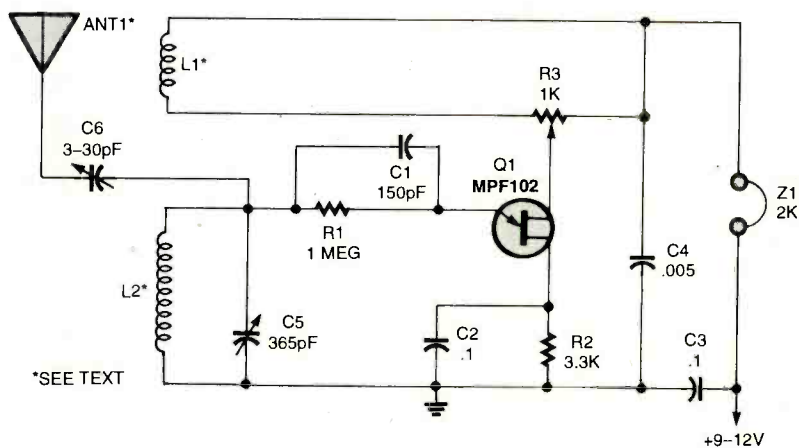 ANT1*
L1*
R3
1K
C6
3–30pF
C1
150pF
Q1
MPF102
Z1
2K
R1
1 MEG
C4
.005
L2*
C5
365pF
C2
.1
R2
3.3K
C3
.1
*SEE TEXT
+9–12V